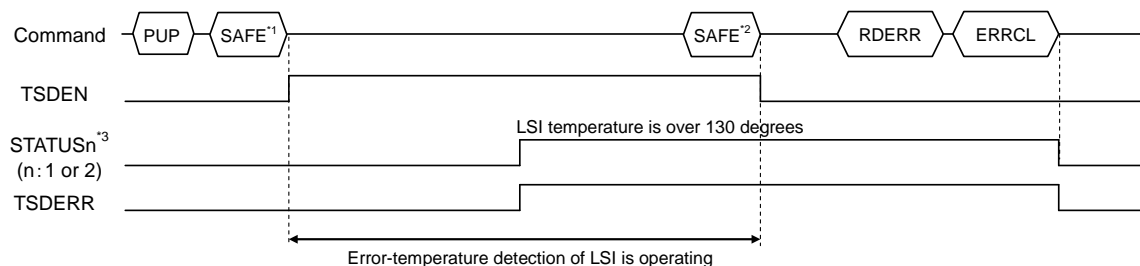 Command PUP SAFE*1 SAFE*2 RDERR ERRCL
TSDEN
LSI temperature is over 130 degrees
STATUSn*3
(n:1 or 2)
TSDERR
Error-temperature detection of LSI is operating